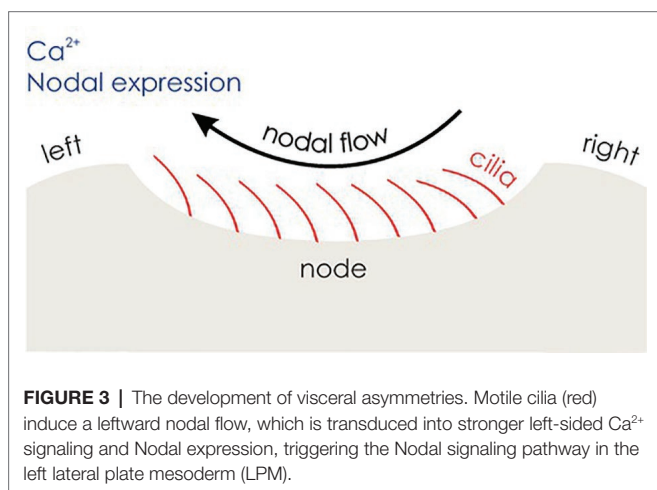 Ca²⁺
Nodal expression
left
nodal flow
cilia
right
node
FIGURE 3 | The development of visceral asymmetries. Motile cilia (red)
induce a leftward nodal flow, which is transduced into stronger left-sided Ca²⁺
signaling and Nodal expression, triggering the Nodal signaling pathway in the
left lateral plate mesoderm (LPM).